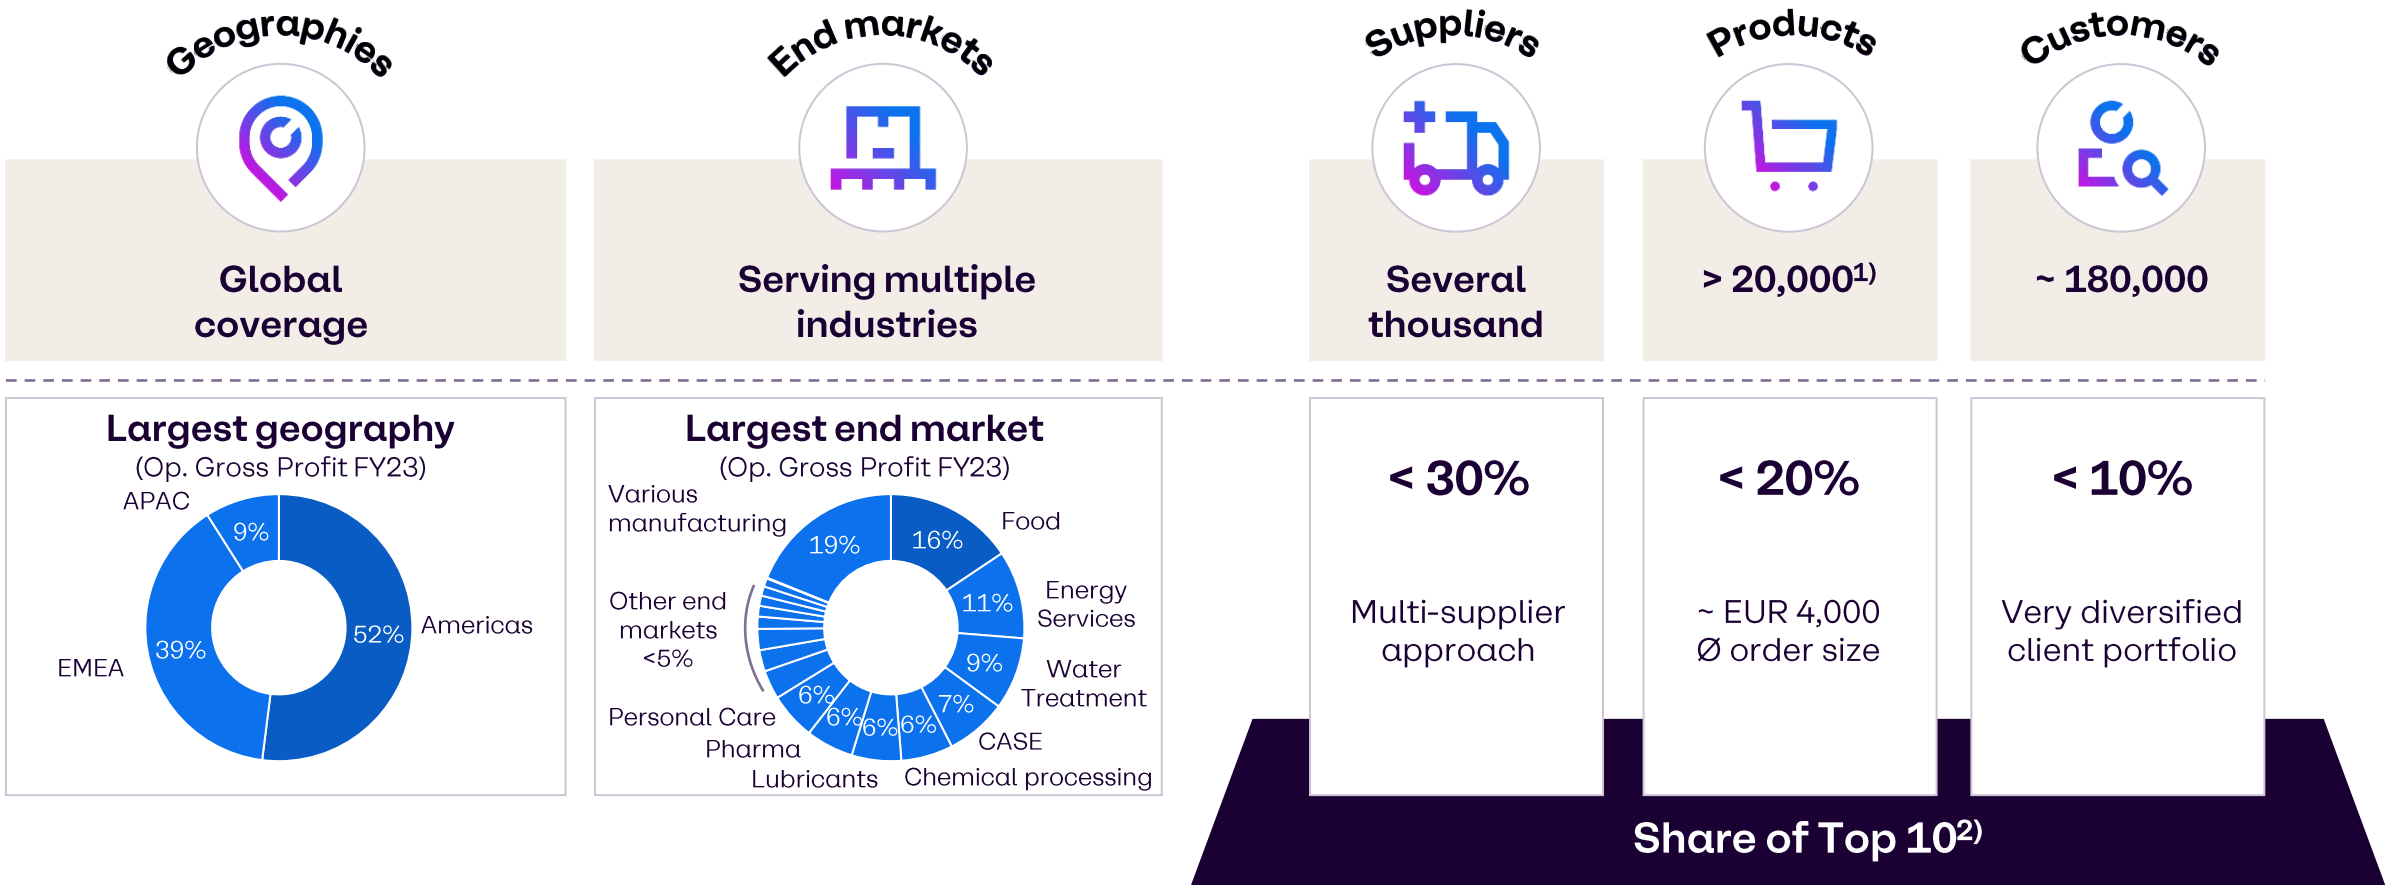 Geographies
Global
coverage
Largest geography
(Op. Gross Profit FY23)
APAC
9%
52%
Americas
39%
EMEA
End markets
Serving multiple
industries
Largest end market
(Op. Gross Profit FY23)
Various
manufacturing
19%
16%
Food
11%
Energy
Services
Other end
markets
<5%
9%
Water
Treatment
7%
CASE
6%
6%
6%
6%
Personal Care
Pharma
Lubricants
Chemical processing
Suppliers
Several
thousand
< 30%
Multi-supplier
approach
Products
> 20,000¹⁾
< 20%
~ EUR 4,000
Ø order size
Customers
~ 180,000
< 10%
Very diversified
client portfolio
Share of Top 10²⁾